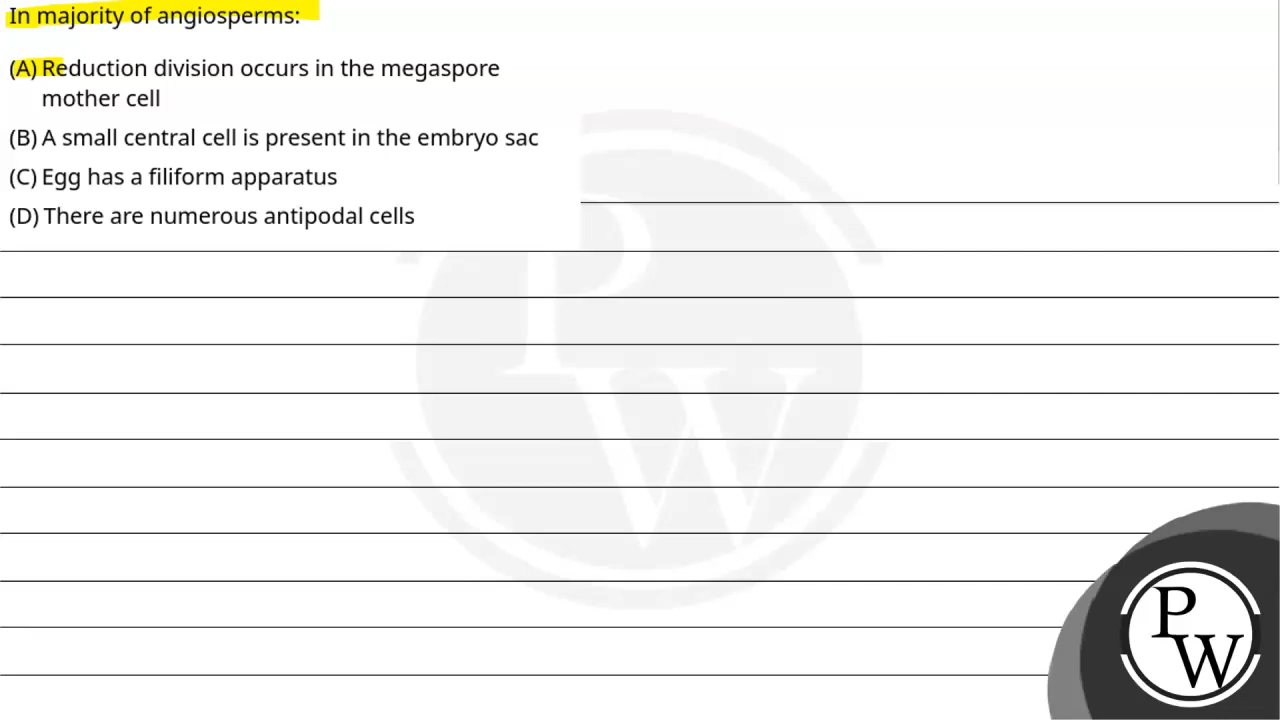 In majority of angiosperms:
(A) Reduction division occurs in the megaspore
mother cell
(B) A small central cell is present in the embryo sac
(C) Egg has a filiform apparatus
(D) There are numerous antipodal cells
P
W
P
W